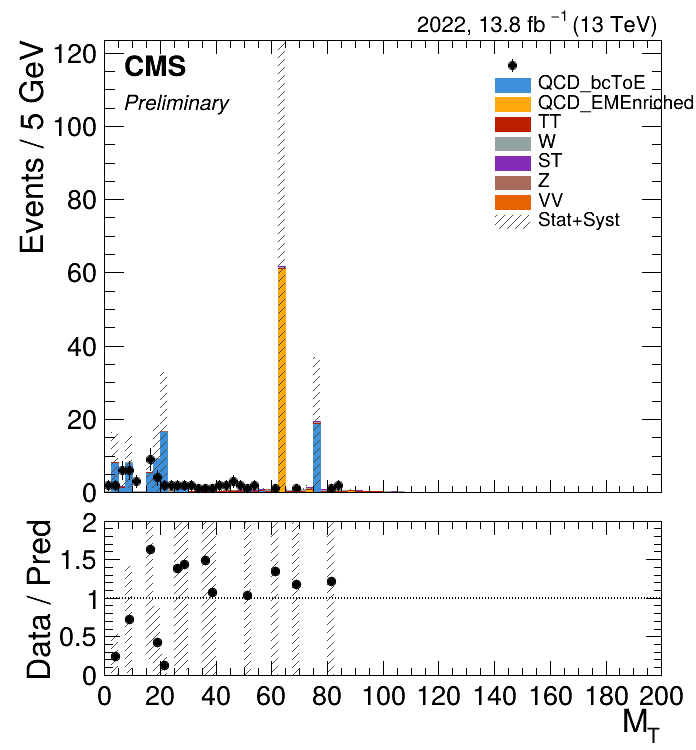 2022, 13.8 fb⁻¹ (13 TeV)
CMS
Preliminary
QCD_bcToE
QCD_EMEnriched
TT
W
ST
Z
VV
Stat+Syst
Events / 5 GeV
120
100
80
60
40
20
0
Data / Pred
2
1.5
1
0.5
0
0 20 40 60 80 100 120 140 160 180 200
M_T